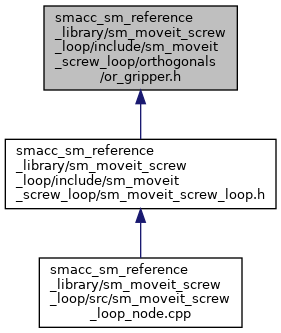 smacc_sm_reference
_library/sm_moveit_screw
_loop/include/sm_moveit
_screw_loop/orthogonals
/or_gripper.h
smacc_sm_reference
_library/sm_moveit_screw
_loop/include/sm_moveit
_screw_loop/sm_moveit_screw_loop.h
smacc_sm_reference
_library/sm_moveit_screw
_loop/src/sm_moveit_screw
_loop_node.cpp